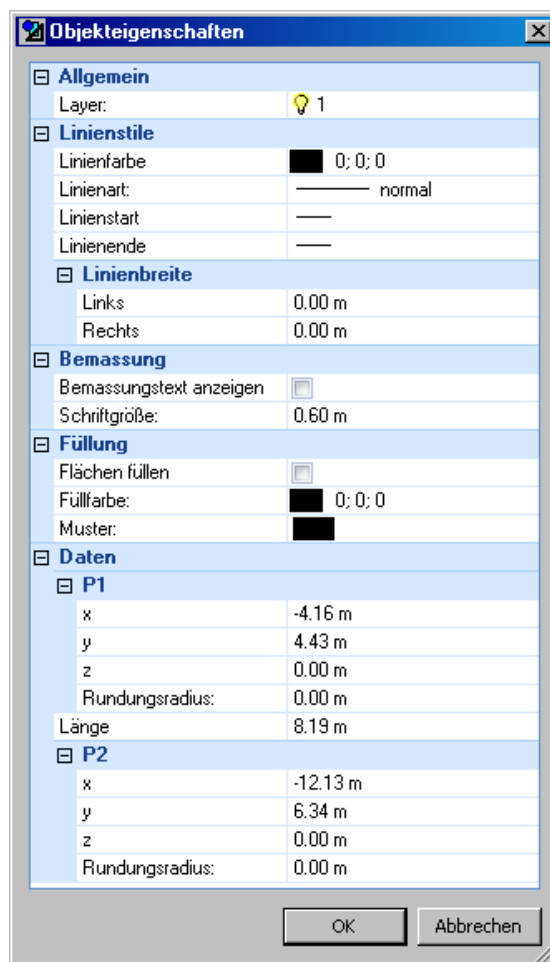 Objekteigenschaften
Allgemein
Layer: 1
Linienstile
Linienfarbe 0; 0; 0
Linienart: normal
Linienstart
Linienende
Linienbreite
Links 0.00 m
Rechts 0.00 m
Bemassung
Bemassungstext anzeigen
Schriftgröße: 0.60 m
Füllung
Flächen füllen
Füllfarbe: 0; 0; 0
Muster:
Daten
P1
x -4.16 m
y 4.43 m
z 0.00 m
Rundungsradius: 0.00 m
Länge 8.19 m
P2
x -12.13 m
y 6.34 m
z 0.00 m
Rundungsradius: 0.00 m
OK Abbrechen